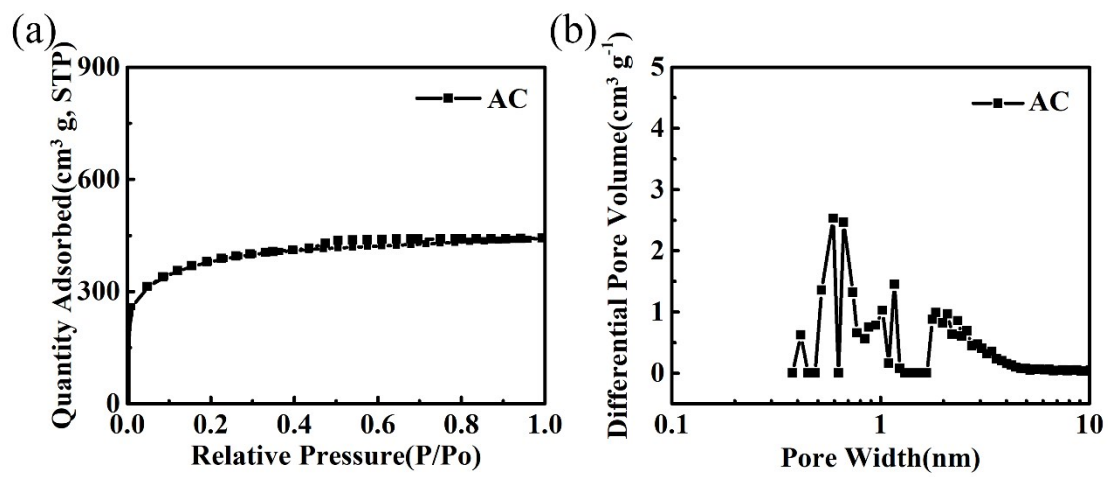 (a)
Quantity Adsorbed(cm³ g, STP)
900
600
300
0
AC
0.0 0.2 0.4 0.6 0.8 1.0
Relative Pressure(P/Po)
(b)
Differential Pore Volume(cm³ g⁻¹)
5
4
3
2
1
0
AC
0.1 1 10
Pore Width(nm)